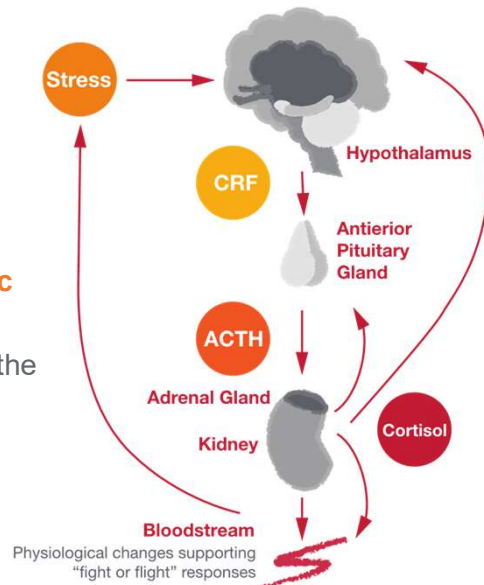 Stress
Hypothalamus
CRF
Antierior
Pituitary
Gland
c
ACTH
the
Adrenal Gland
Cortisol
Kidney
Bloodstream
Physiological changes supporting
“fight or flight” responses